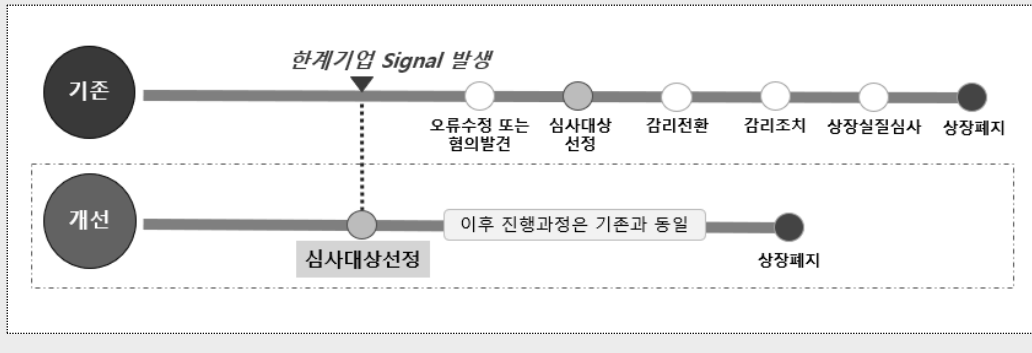 한계기업 Signal 발생
기존
오류수정 또는
혐의발견
심사대상
선정
감리전환
감리조치
상장실질심사
상장폐지
개선
이후 진행과정은 기존과 동일
심사대상선정
상장폐지